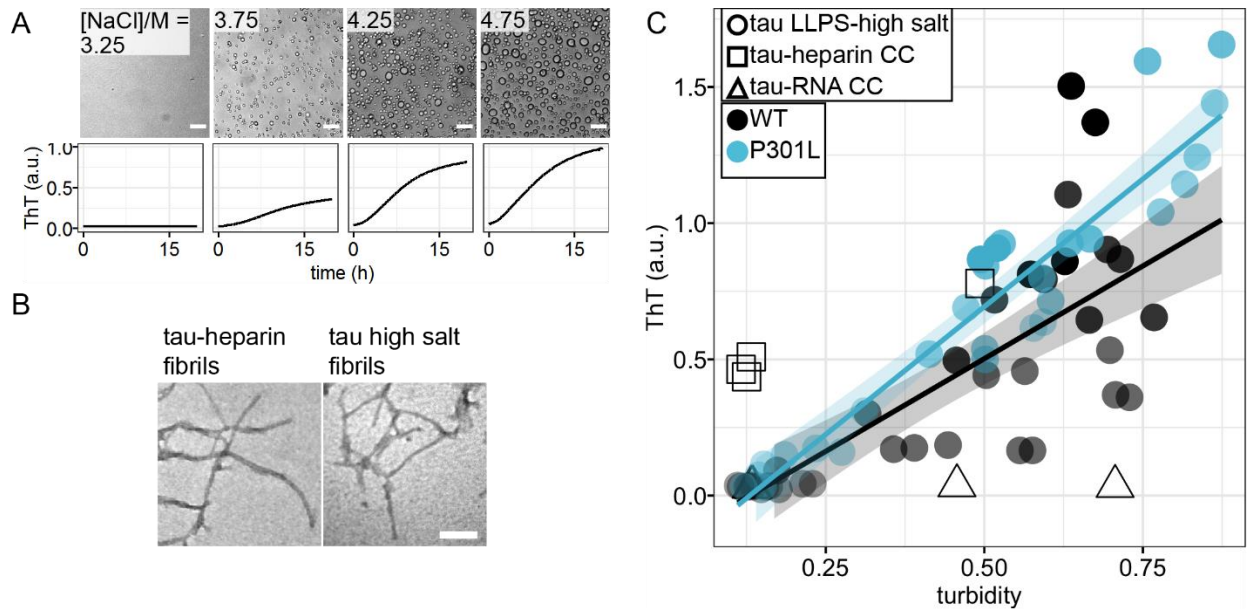 A
[NaCl]/M =
3.25
3.75
4.25
4.75
ThT (a.u.)
1.0
0.5
0.0
0
15
0
15
0
15
0
15
time (h)
B
tau-heparin
fibrils
tau high salt
fibrils
C
tau LLPS-high salt
tau-heparin CC
tau-RNA CC
WT
P301L
ThT (a.u.)
1.5
1.0
0.5
0.0
0.25
0.50
0.75
turbidity